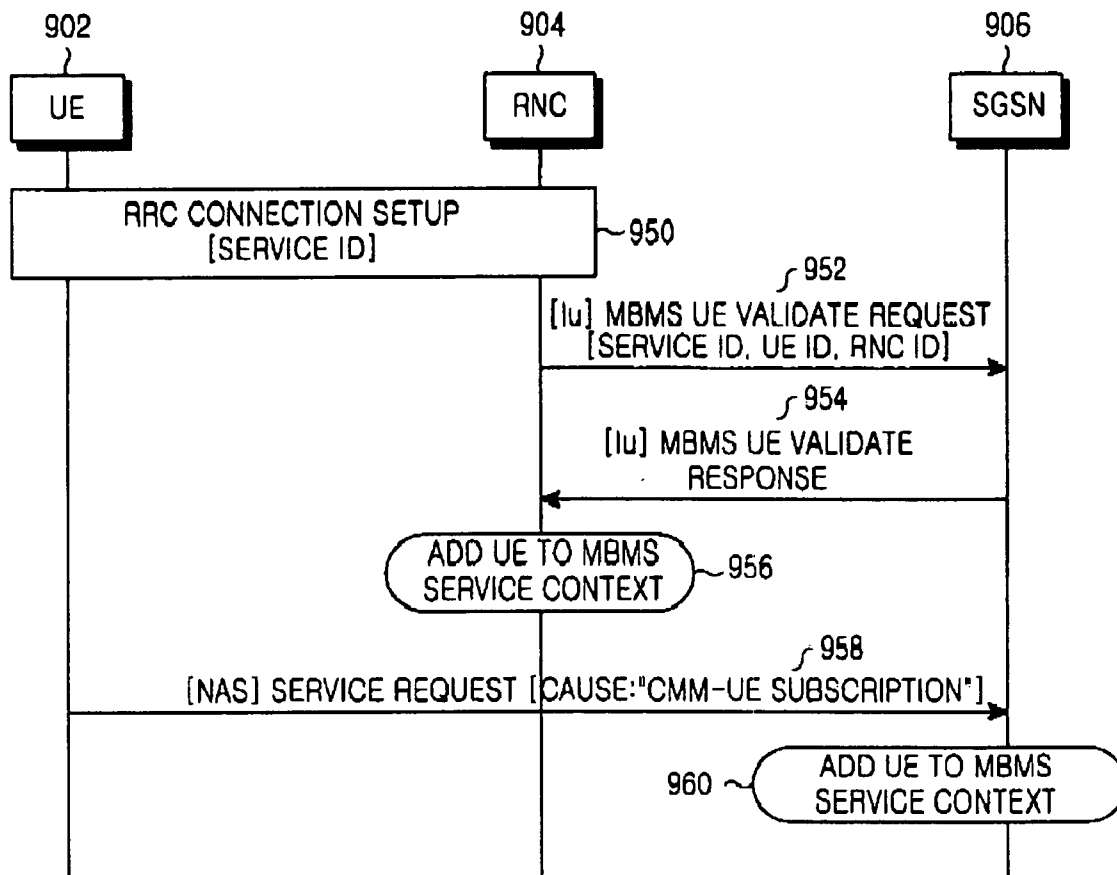 902
904
906
UE
RNC
SGSN
RRC CONNECTION SETUP
[SERVICE ID]
950
952
[Iu] MBMS UE VALIDATE REQUEST
[SERVICE ID, UE ID, RNC ID]
954
[Iu] MBMS UE VALIDATE
RESPONSE
ADD UE TO MBMS
SERVICE CONTEXT
956
958
[NAS] SERVICE REQUEST [CAUSE:"CMM-UE SUBSCRIPTION"]
960
ADD UE TO MBMS
SERVICE CONTEXT